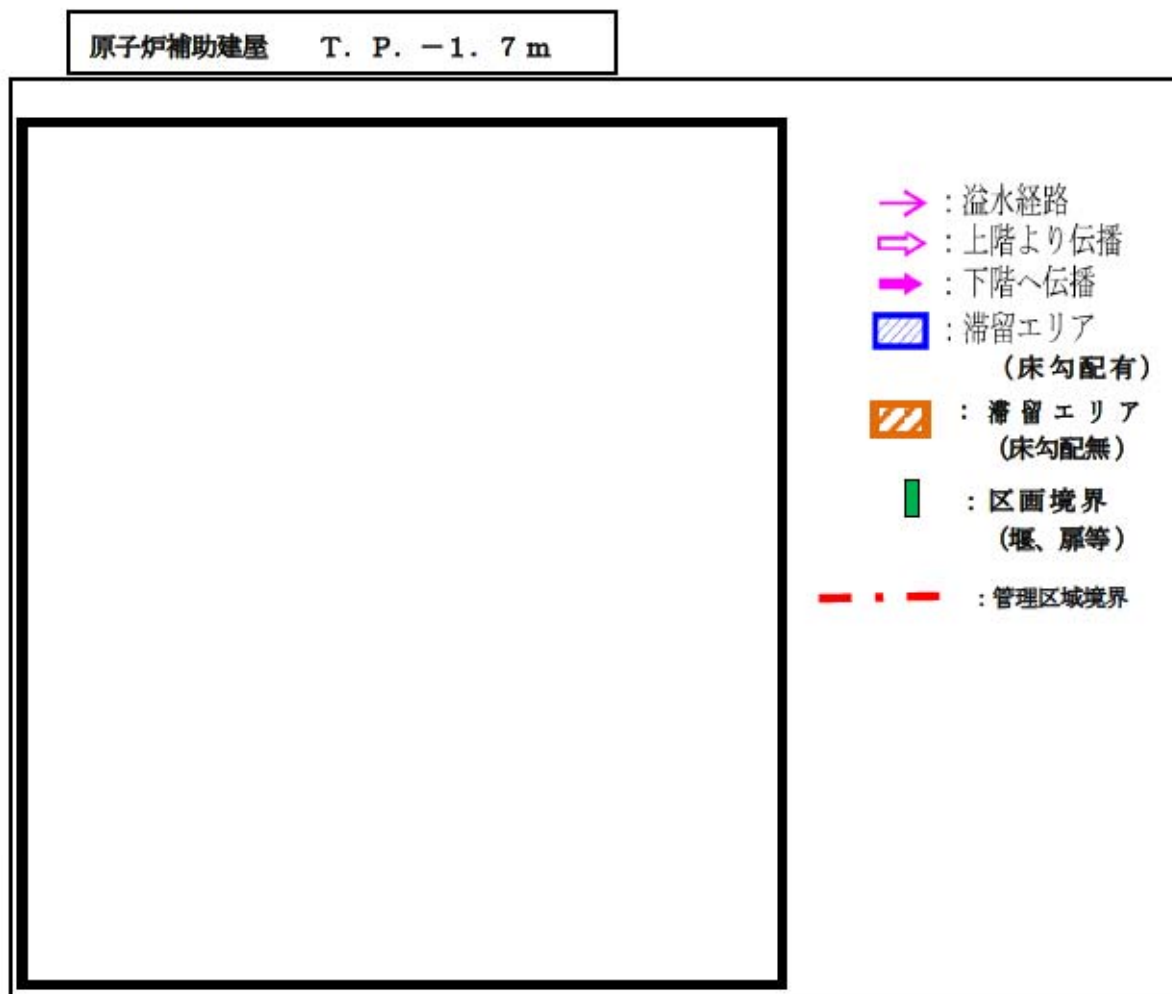 原子炉補助建屋　　Ｔ．Ｐ．－１．７ｍ
：溢水経路
：上階より伝播
：下階へ伝播
：滞留エリア
（床勾配有）
：滞留エリア
（床勾配無）
：区画境界
（堰、扉等）
：管理区域境界